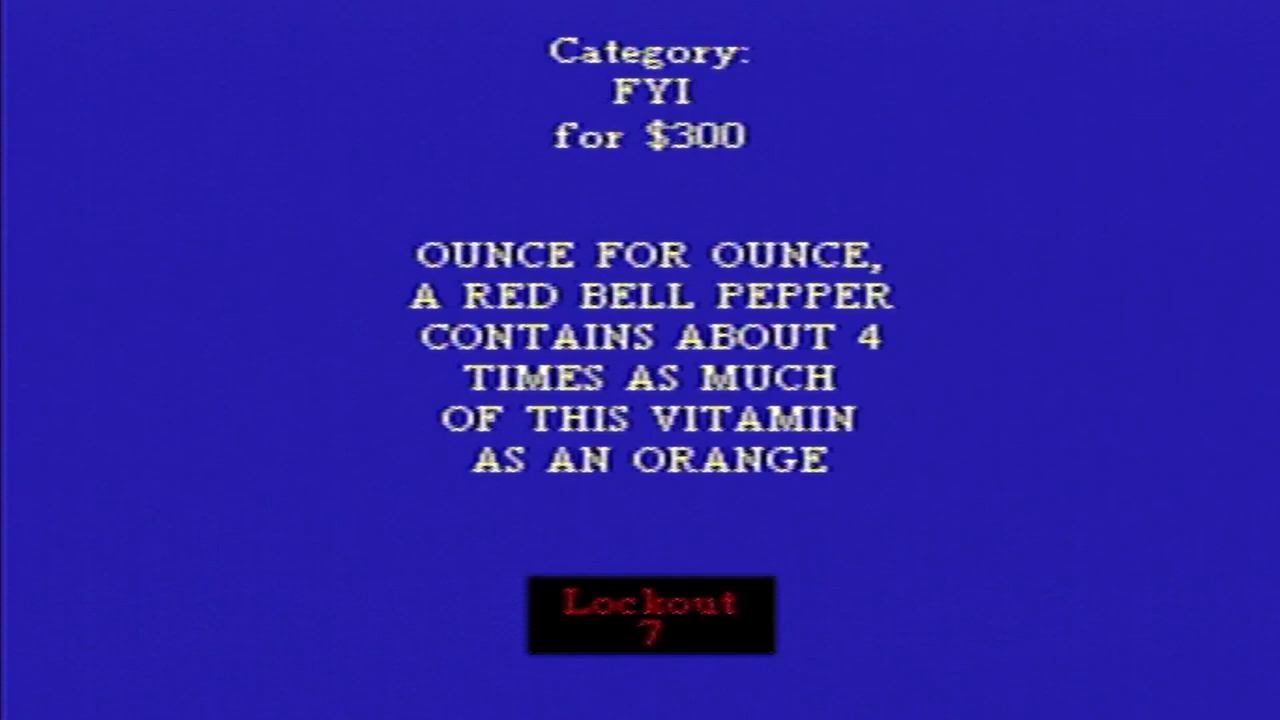 Category:
FYI
for $300
OUNCE FOR OUNCE,
A RED BELL PEPPER
CONTAINS ABOUT 4
TIMES AS MUCH
OF THIS VITAMIN
AS AN ORANGE
Lockout
7